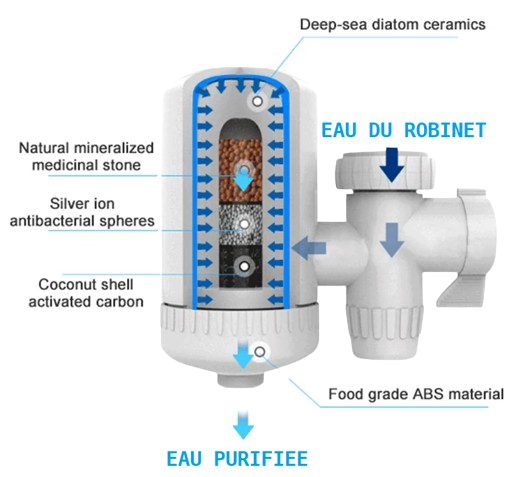 Deep-sea diatom ceramics
EAU DU ROBINET
Natural mineralized
medicinal stone
Silver ion
antibacterial spheres
Coconut shell
activated carbon
Food grade ABS material
EAU PURIFIEE